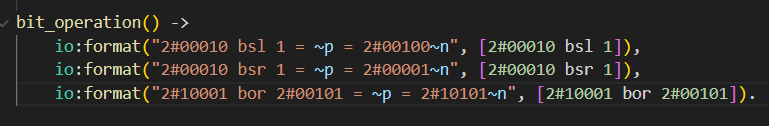 bit_operation() ->
    io:format("2#00010 bsl 1 = ~p = 2#00100~n", [2#00010 bsl 1]),
    io:format("2#00010 bsr 1 = ~p = 2#00001~n", [2#00010 bsr 1]),
    io:format("2#10001 bor 2#00101 = ~p = 2#10101~n", [2#10001 bor 2#00101]).